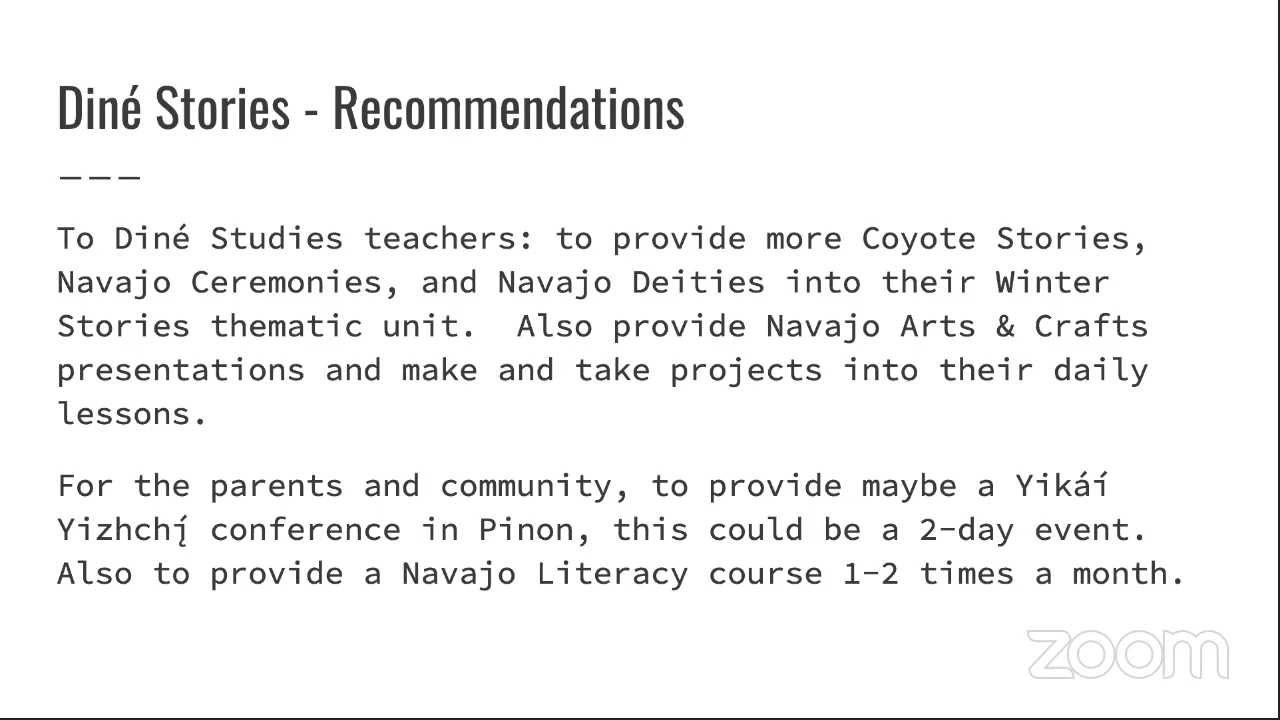 Diné Stories - Recommendations
———
To Diné Studies teachers: to provide more Coyote Stories,
Navajo Ceremonies, and Navajo Deities into their Winter
Stories thematic unit.  Also provide Navajo Arts & Crafts
presentations and make and take projects into their daily
lessons.
For the parents and community, to provide maybe a Yikáí
Yizhchį́ conference in Pinon, this could be a 2-day event.
Also to provide a Navajo Literacy course 1-2 times a month.
zoom